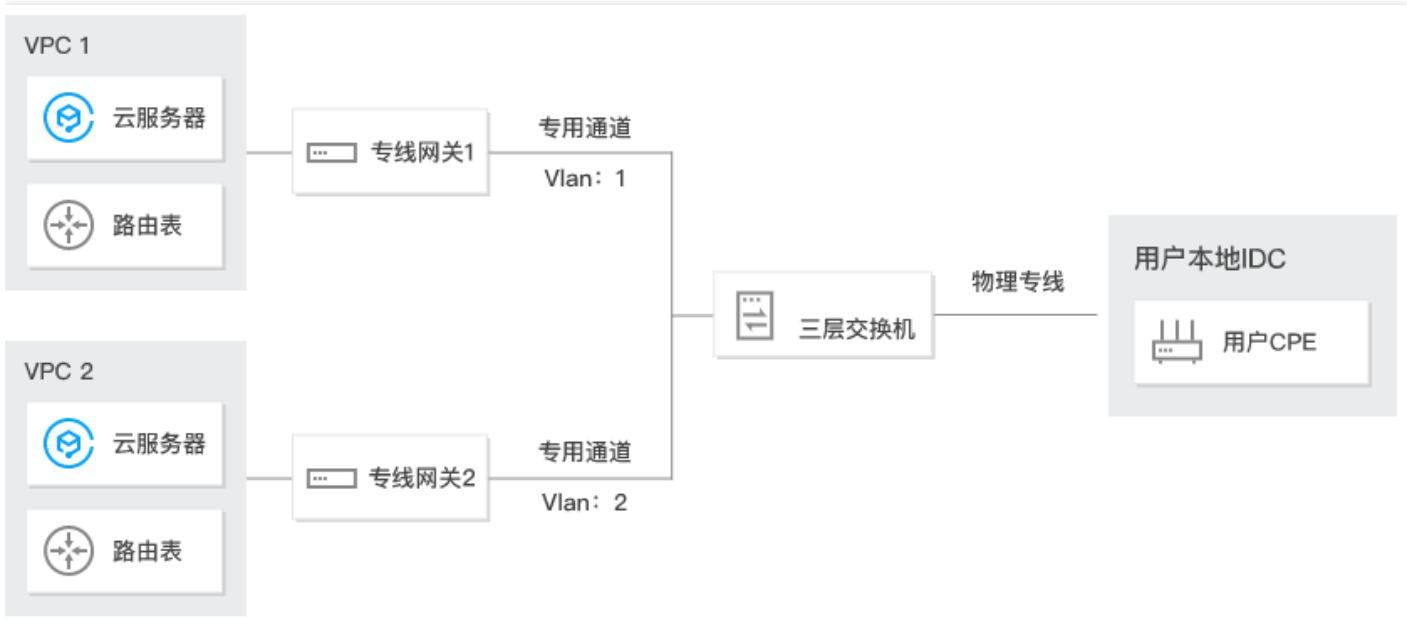 VPC 1
云服务器
路由表
专线网关1
专用通道
Vlan：1
VPC 2
云服务器
路由表
专线网关2
专用通道
Vlan：2
三层交换机
物理专线
用户本地IDC
用户CPE